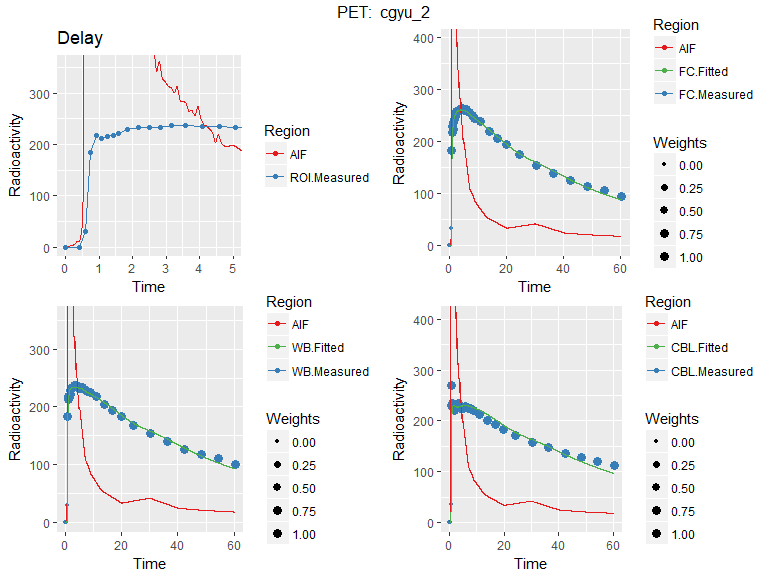 PET: cgyu_2
Delay
Radioactivity
300
200
100
0
0 1 2 3 4 5
Time
Region
AIF
ROI.Measured
Radioactivity
400
300
200
100
0
0 20 40 60
Time
Region
AIF
FC.Fitted
FC.Measured
Weights
0.00
0.25
0.50
0.75
1.00
Radioactivity
300
200
100
0
0 20 40 60
Time
Region
AIF
WB.Fitted
WB.Measured
Weights
0.00
0.25
0.50
0.75
1.00
Radioactivity
400
300
200
100
0
0 20 40 60
Time
Region
AIF
CBL.Fitted
CBL.Measured
Weights
0.00
0.25
0.50
0.75
1.00